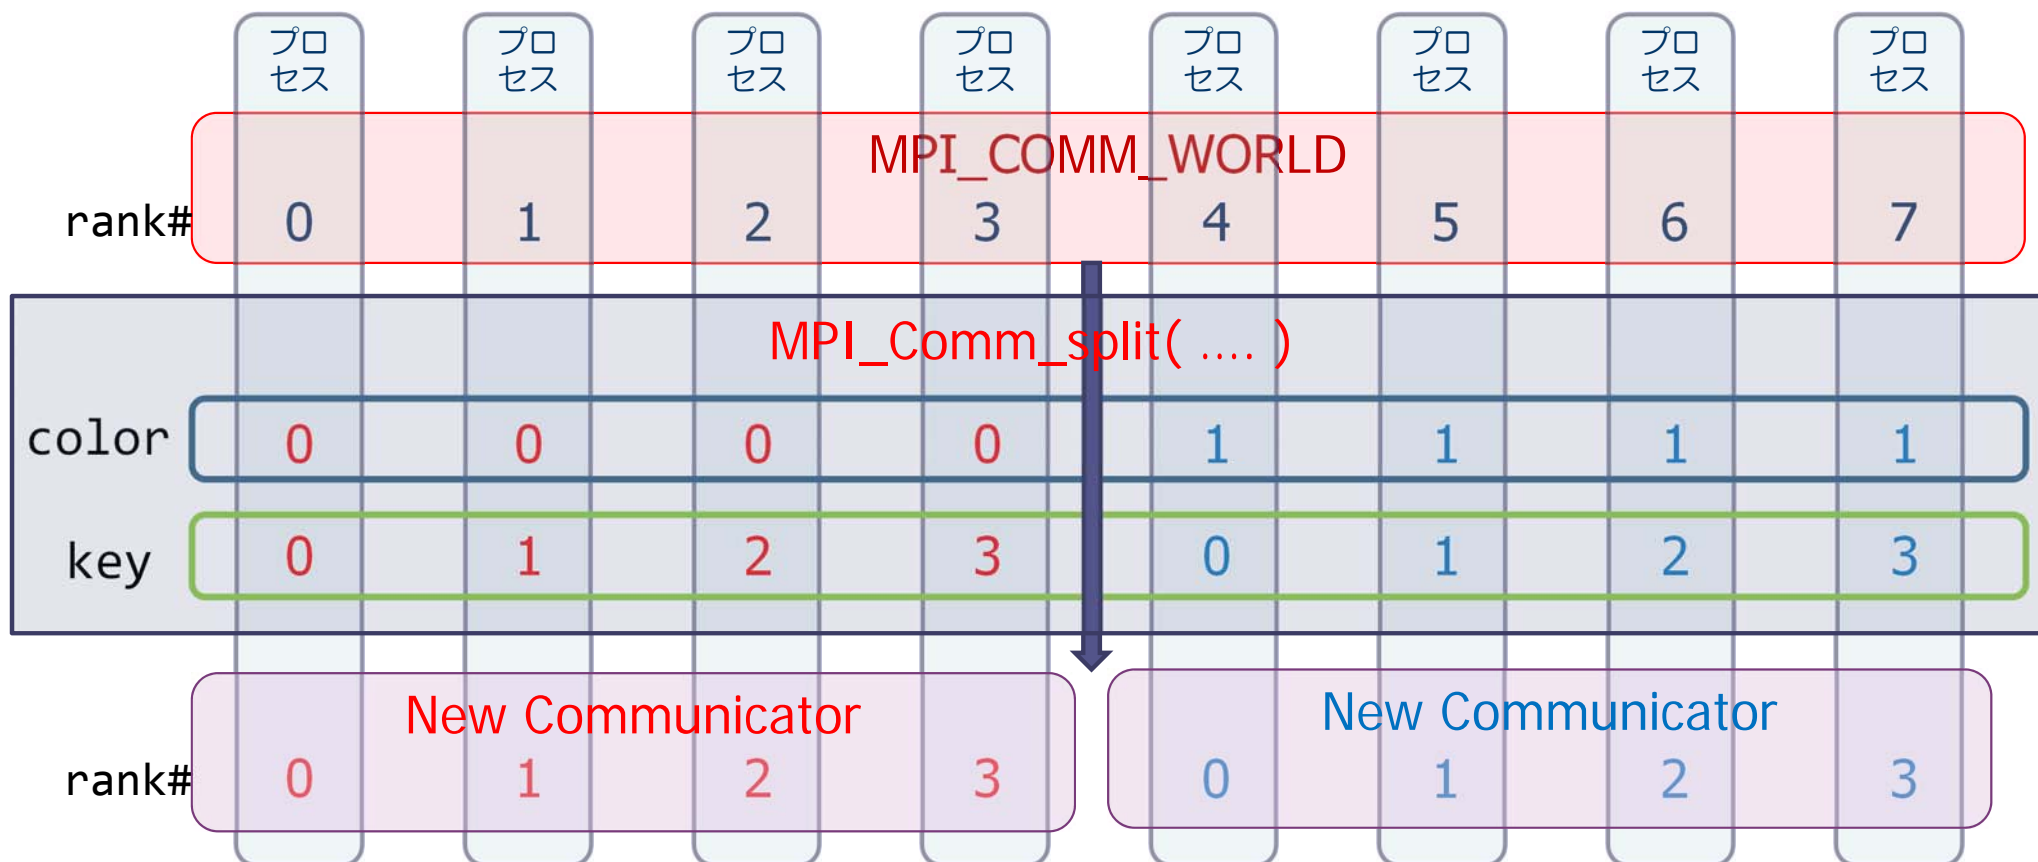 プロ プロ プロ プロ プロ プロ プロ プロ
セス セス セス セス セス セス セス セス
MPI_COMM_WORLD
rank# 0 1 2 3 4 5 6 7
MPI_Comm_split( .... )
color 0 0 0 0 1 1 1 1
key 0 1 2 3 0 1 2 3
New Communicator New Communicator
rank# 0 1 2 3 0 1 2 3